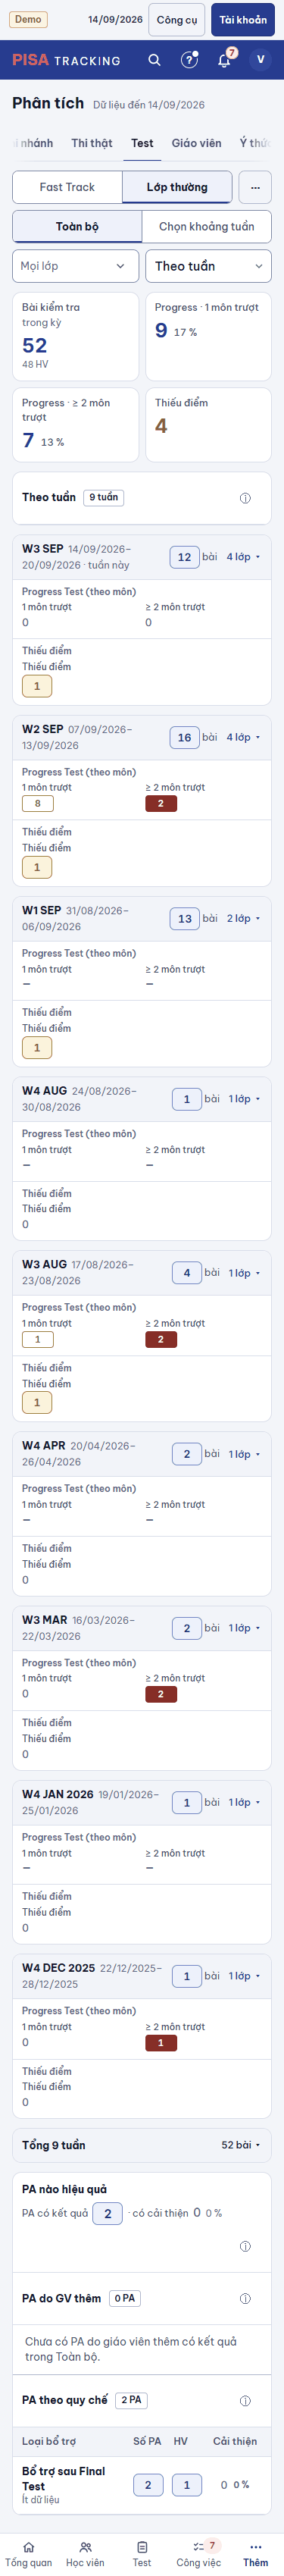 Demo 14/09/2026 Công cụ Tài khoản
PISA TRACKING ? 7 V
Phân tích Dữ liệu đến 14/09/2026
nhánh Thi thật Test Giáo viên Ý thức
Fast Track Lớp thường ...
Toàn bộ Chọn khoảng tuần
Mọi lớp Theo tuần
Bài kiểm tra
trong kỳ
52
48 HV
Progress · 1 môn trượt
9 17 %
Progress · ≥ 2 môn
trượt
7 13 %
Thiếu điểm
4
Theo tuần 9 tuần
W3 SEP 14/09/2026–
20/09/2026 · tuần này
12 bài 4 lớp
Progress Test (theo môn)
1 môn trượt ≥ 2 môn trượt
0 0
Thiếu điểm
Thiếu điểm
1
W2 SEP 07/09/2026–
13/09/2026
16 bài 4 lớp
Progress Test (theo môn)
1 môn trượt ≥ 2 môn trượt
8 2
Thiếu điểm
Thiếu điểm
1
W1 SEP 31/08/2026–
06/09/2026
13 bài 2 lớp
Progress Test (theo môn)
1 môn trượt ≥ 2 môn trượt
– –
Thiếu điểm
Thiếu điểm
1
W4 AUG 24/08/2026–
30/08/2026
1 bài 1 lớp
Progress Test (theo môn)
1 môn trượt ≥ 2 môn trượt
– –
Thiếu điểm
Thiếu điểm
0
W3 AUG 17/08/2026–
23/08/2026
4 bài 1 lớp
Progress Test (theo môn)
1 môn trượt ≥ 2 môn trượt
1 2
Thiếu điểm
Thiếu điểm
1
W4 APR 20/04/2026–
26/04/2026
2 bài 1 lớp
Progress Test (theo môn)
1 môn trượt ≥ 2 môn trượt
– –
Thiếu điểm
Thiếu điểm
0
W3 MAR 16/03/2026–
22/03/2026
2 bài 1 lớp
Progress Test (theo môn)
1 môn trượt ≥ 2 môn trượt
0 2
Thiếu điểm
Thiếu điểm
0
W4 JAN 2026 19/01/2026–
25/01/2026
1 bài 1 lớp
Progress Test (theo môn)
1 môn trượt ≥ 2 môn trượt
– –
Thiếu điểm
Thiếu điểm
0
W4 DEC 2025 22/12/2025–
28/12/2025
1 bài 1 lớp
Progress Test (theo môn)
1 môn trượt ≥ 2 môn trượt
0 1
Thiếu điểm
Thiếu điểm
0
Tổng 9 tuần 52 bài
PA nào hiệu quả
PA có kết quả 2 · có cải thiện 0 0 %
PA do GV thêm 0 PA
Chưa có PA do giáo viên thêm có kết quả
trong Toàn bộ.
PA theo quy chế 2 PA
Loại bổ trợ Số PA HV Cải thiện
Bổ trợ sau Final
Test
Ít dữ liệu
2 1 0 0 %
7
Tổng quan Học viên Test Công việc Thêm